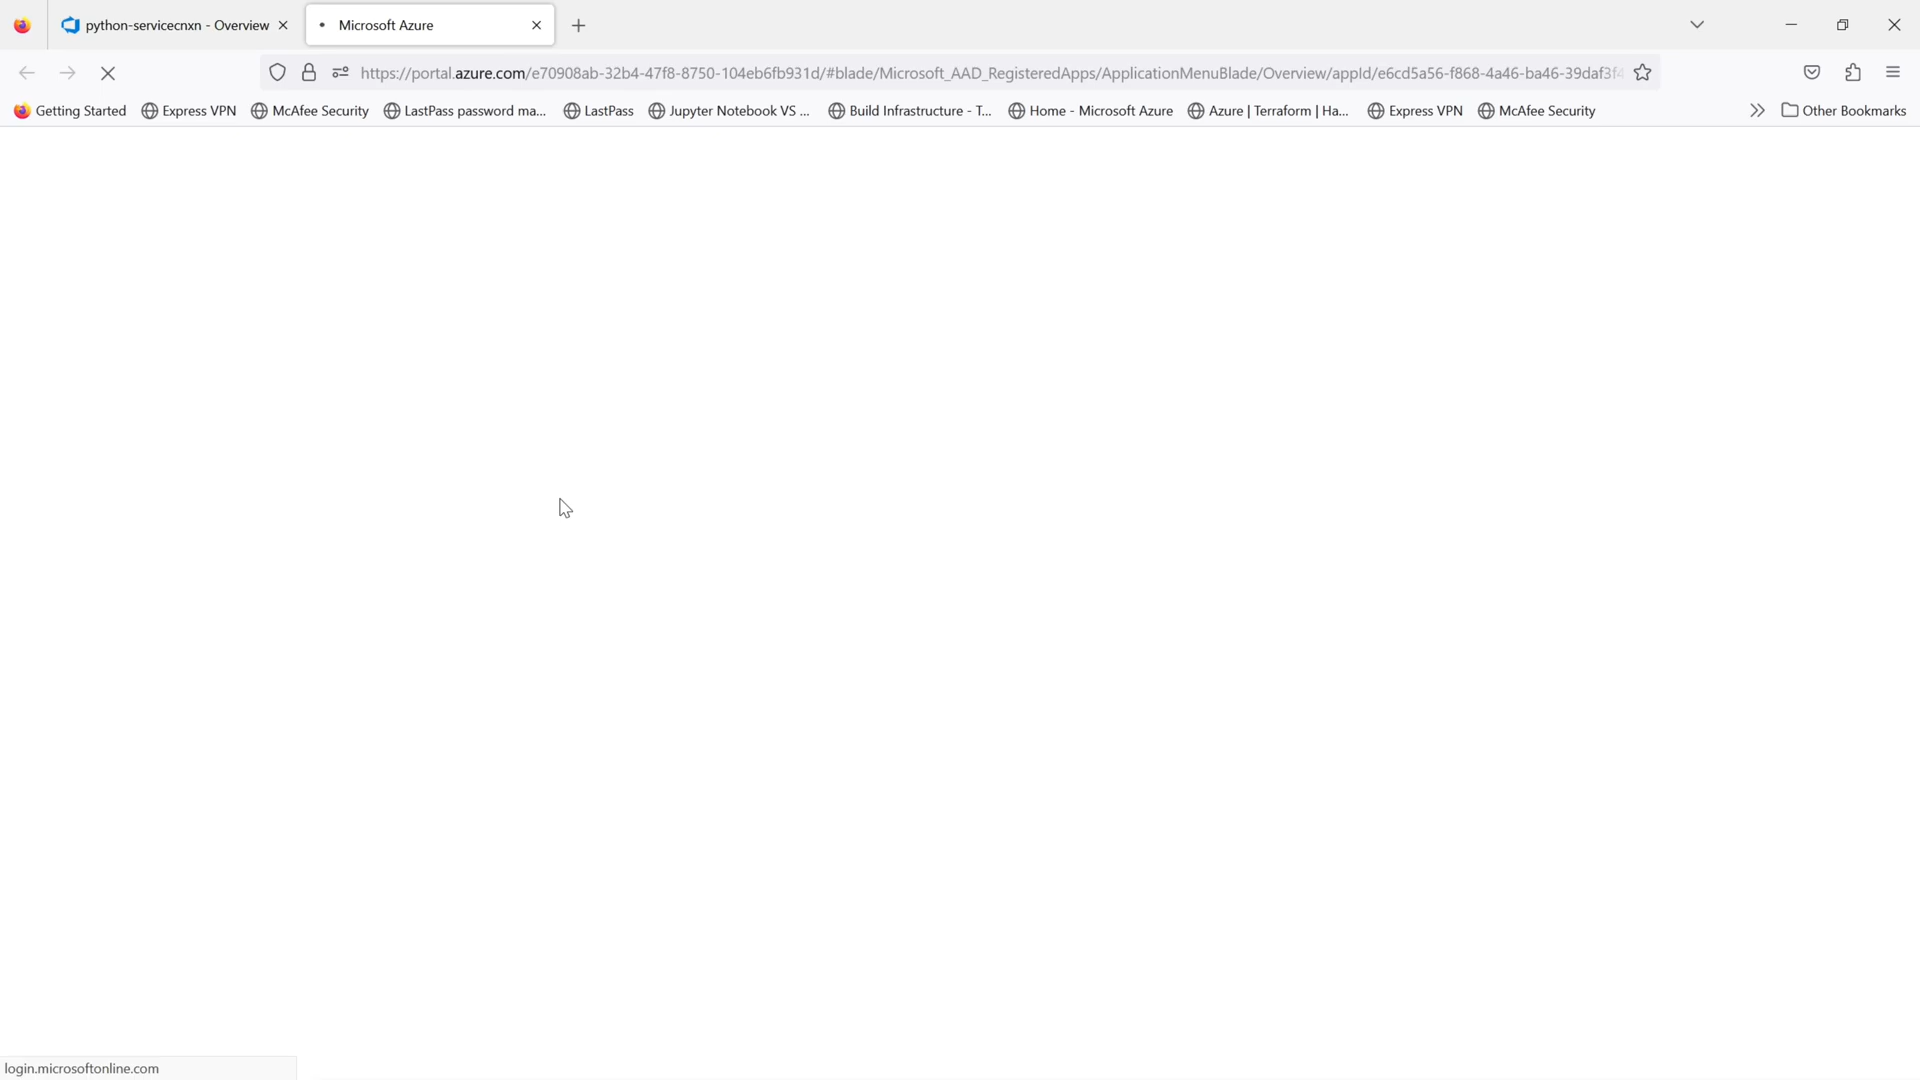 python-servicecnxn - Overview
Microsoft Azure
https://portal.azure.com/e70908ab-32b4-47f8-8750-104eb6fb931d/#blade/Microsoft_AAD_RegisteredApps/ApplicationMenuBlade/Overview/appId/e6cd5a56-f868-4a46-ba46-39daf3f4
Getting Started Express VPN McAfee Security LastPass password ma... LastPass Jupyter Notebook VS ... Build Infrastructure - T... Home - Microsoft Azure Azure | Terraform | Ha... Express VPN McAfee Security Other Bookmarks
login.microsoftonline.com